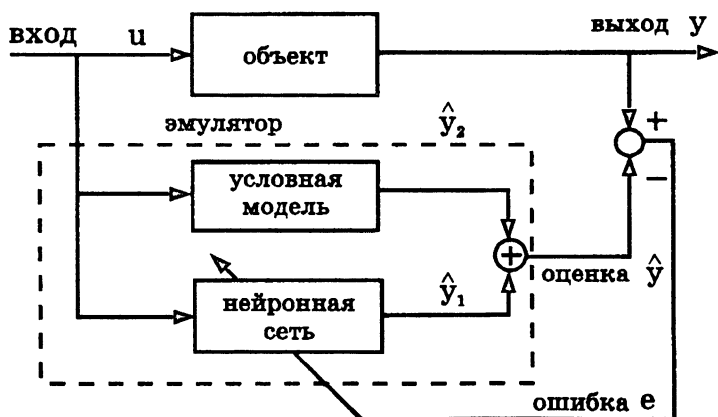 вход u
объект
выход y
эмулятор
ŷ₂
+
условная
модель
−
+
оценка ŷ
нейронная
сеть
ŷ₁
ошибка e